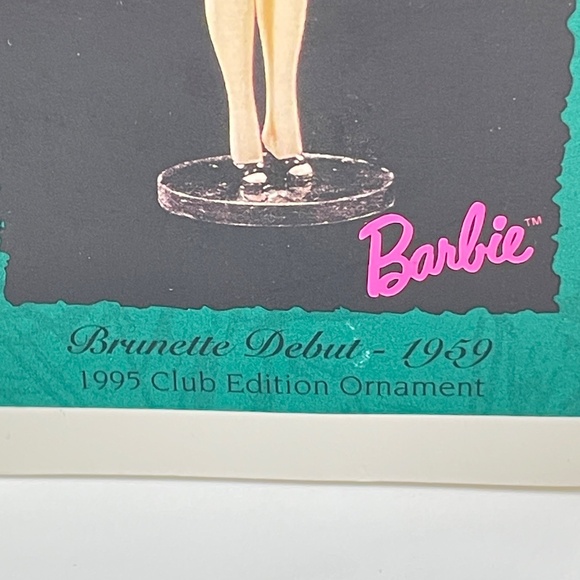 Barbie™
Brunette Debut - 1959
1995 Club Edition Ornament